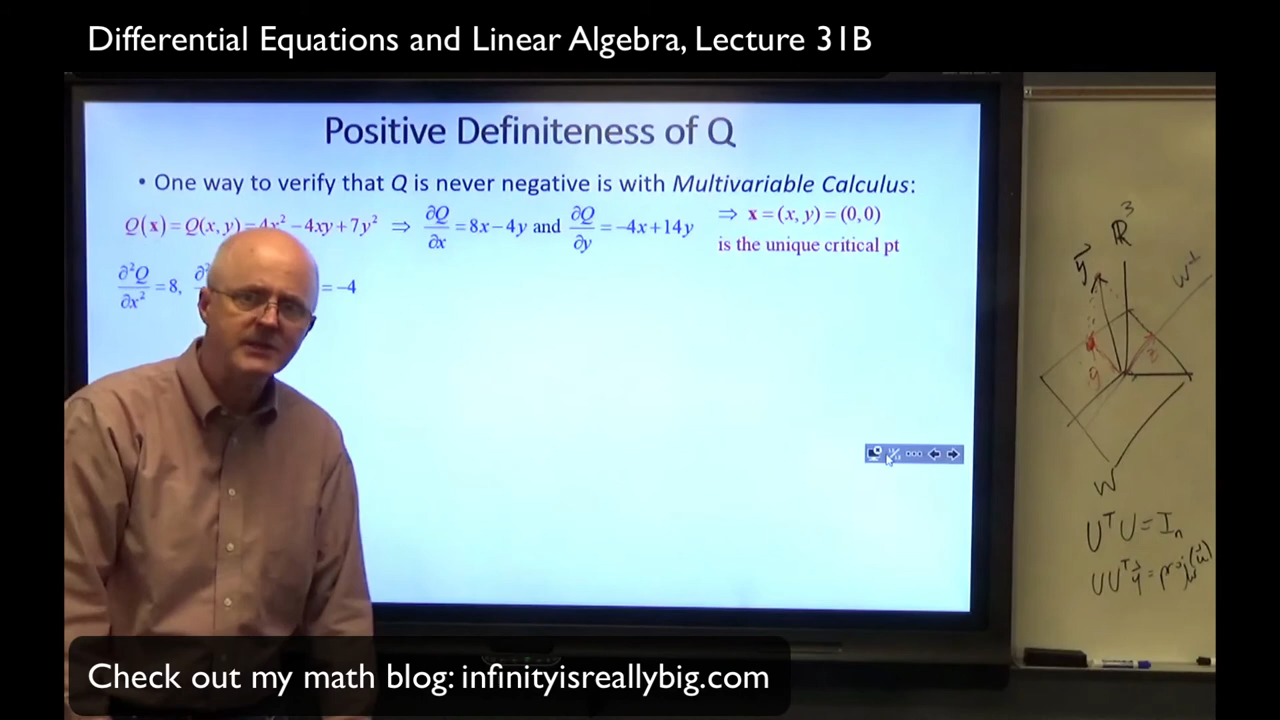 Differential Equations and Linear Algebra, Lecture 31B
Positive Definiteness of Q
• One way to verify that Q is never negative is with Multivariable Calculus:
Q(x) = Q(x, y) = 4x² − 4xy + 7y² ⇒ ∂Q/∂x = 8x − 4y and ∂Q/∂y = −4x + 14y ⇒ x = (x, y) = (0,0)
is the unique critical pt
∂²Q/∂x² = 8, = −4
ℝ³
y⃗
W⊥
W
UᵀU = Iₙ
UUᵀy⃗ = proj
Check out my math blog: infinityisreallybig.com